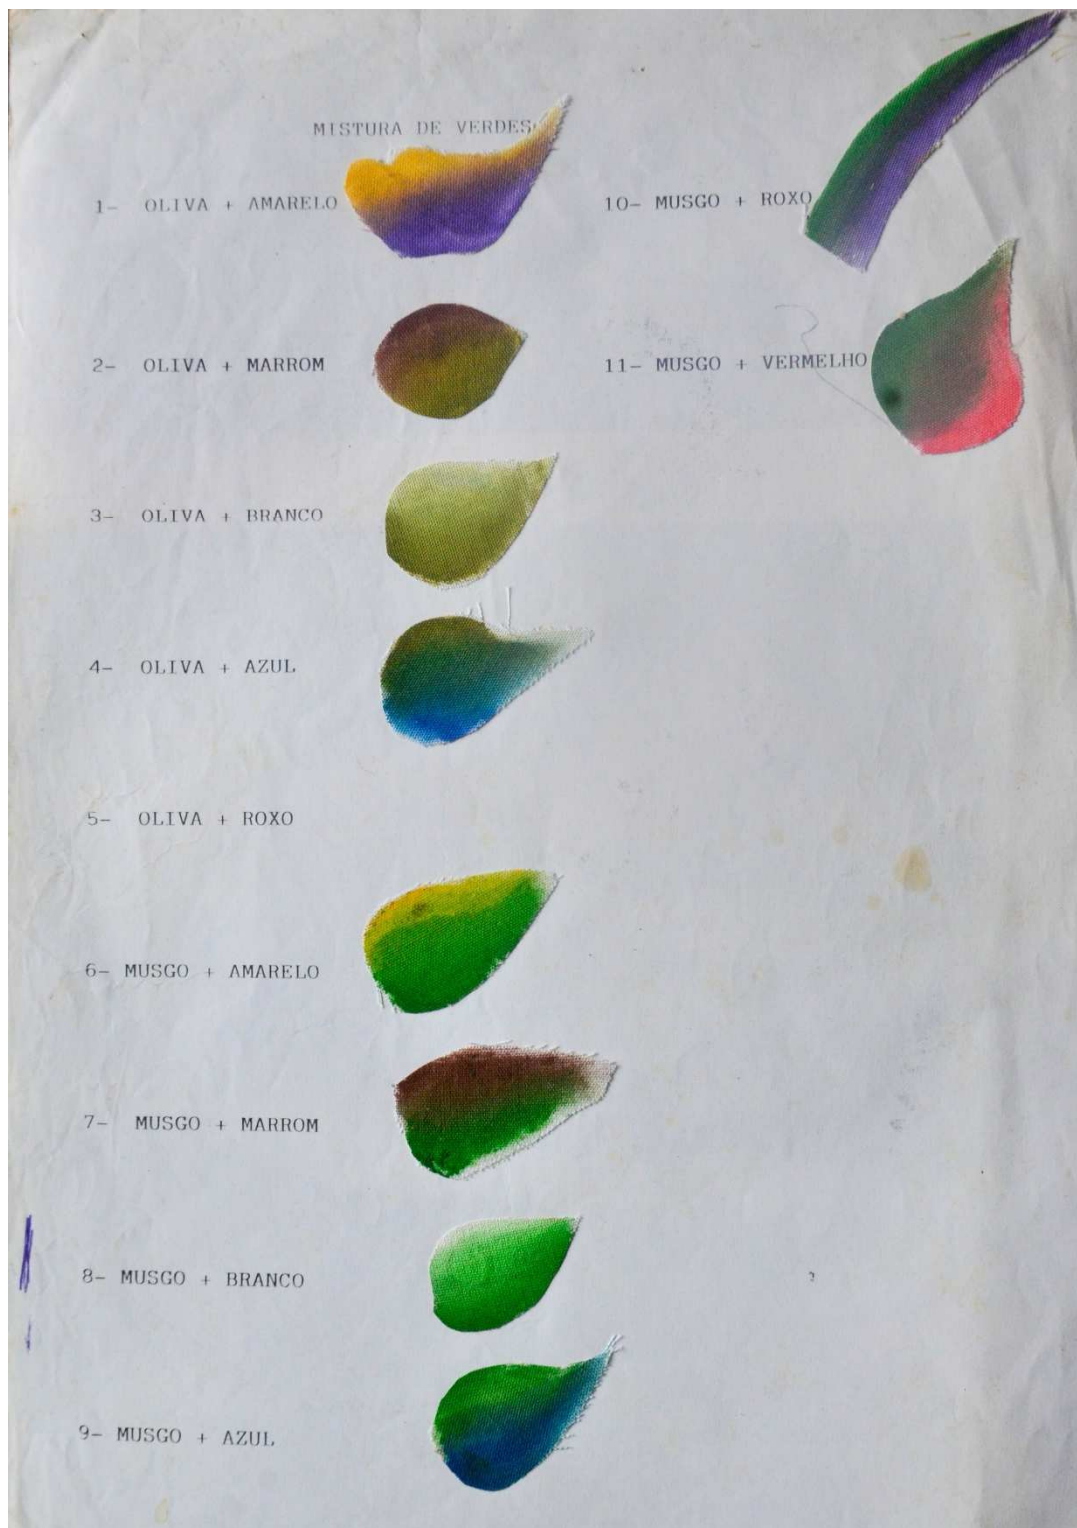 MISTURA DE VERDES
1- OLIVA + AMARELO
2- OLIVA + MARROM
3- OLIVA + BRANCO
4- OLIVA + AZUL
5- OLIVA + ROXO
6- MUSGO + AMARELO
7- MUSGO + MARROM
8- MUSGO + BRANCO
9- MUSGO + AZUL
10- MUSGO + ROXO
11- MUSGO + VERMELHO